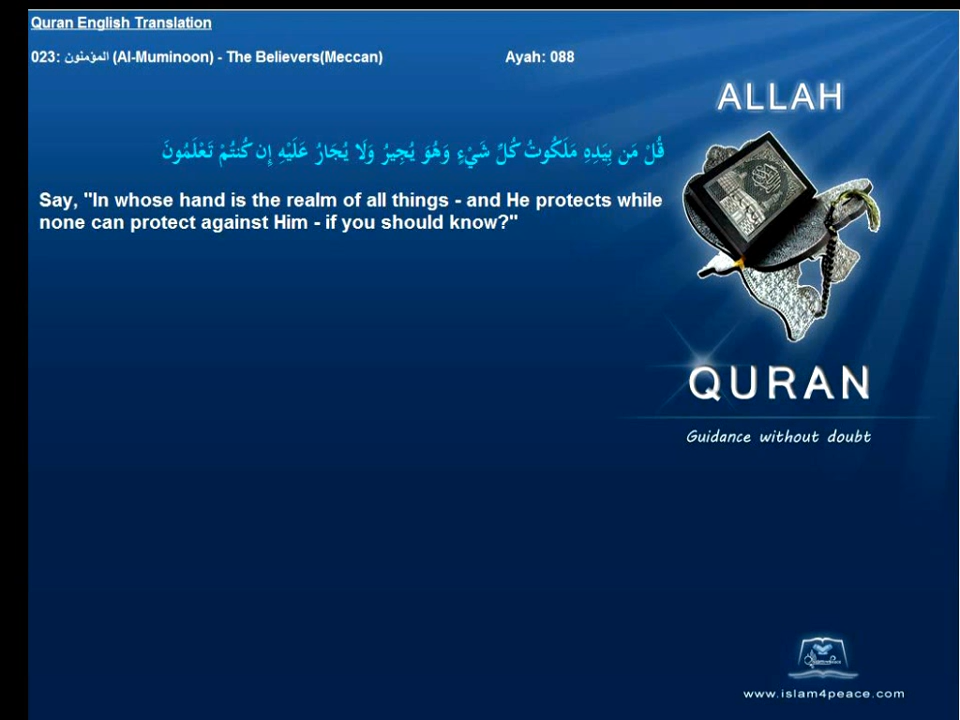 Quran English Translation
023: المؤمنون (Al-Muminoon) - The Believers(Meccan) Ayah: 088
ALLAH
قُلْ مَن بِيَدِهِ مَلَكُوتُ كُلِّ شَيْءٍ وَهُوَ يُجِيرُ وَلَا يُجَارُ عَلَيْهِ إِن كُنتُمْ تَعْلَمُونَ
Say, "In whose hand is the realm of all things - and He protects while
none can protect against Him - if you should know?"
QURAN
Guidance without doubt
www.islam4peace.com